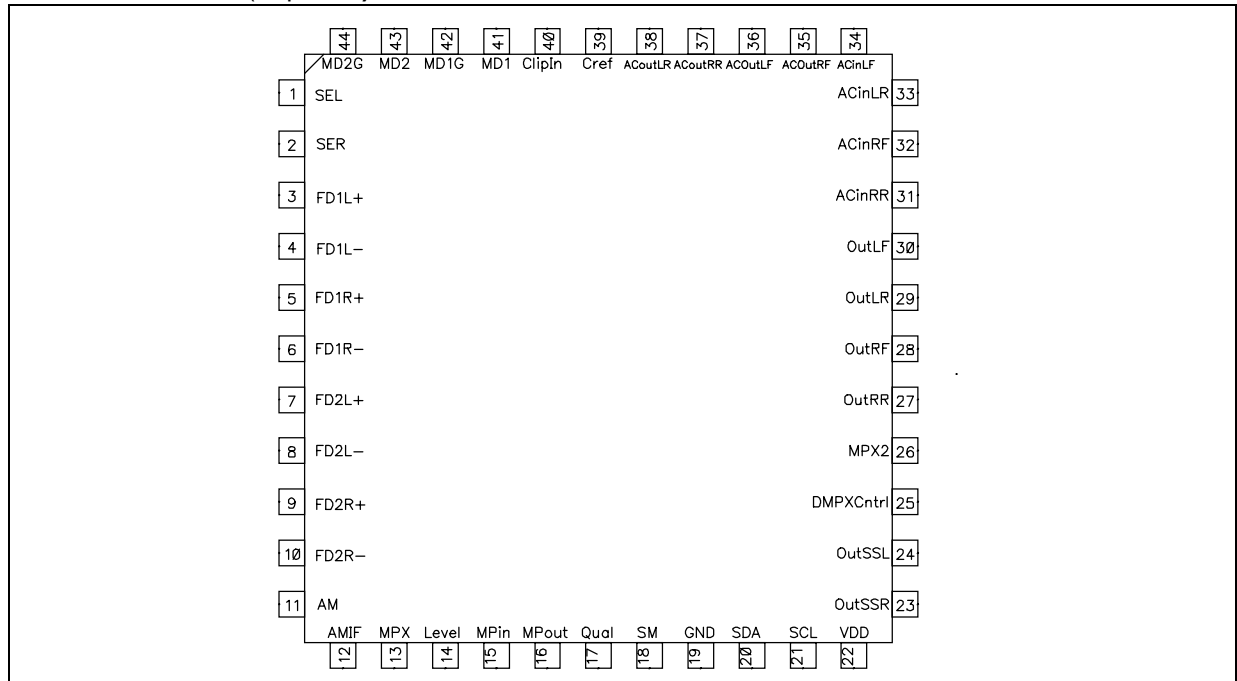 44 43 42 41 40 39 38 37 36 35 34
MD2G MD2 MD1G MD1 ClipIn Cref ACoutLR ACoutRR ACOutLF ACOutRF ACinLF
1 SEL ACinLR 33
2 SER ACinRF 32
3 FD1L+ ACinRR 31
4 FD1L− OutLF 30
5 FD1R+ OutLR 29
6 FD1R− OutRF 28
7 FD2L+ OutRR 27
8 FD2L− MPX2 26
9 FD2R+ DMPXCntrl 25
10 FD2R− OutSSL 24
11 AM OutSSR 23
AMIF MPX Level MPin MPout Qual SM GND SDA SCL VDD
12 13 14 15 16 17 18 19 20 21 22